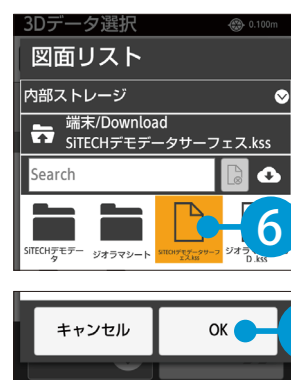 3Dデータ選択
0.100m
図面リスト
内部ストレージ
端末/Download
SiTECHデモデータサーフェス.kss
Search
SiTECHデモデー
タ
ジオラマシート
SiTECHデモデータサーフ
ェス.kss
ジオラマ
D .kss
6
キャンセル
OK